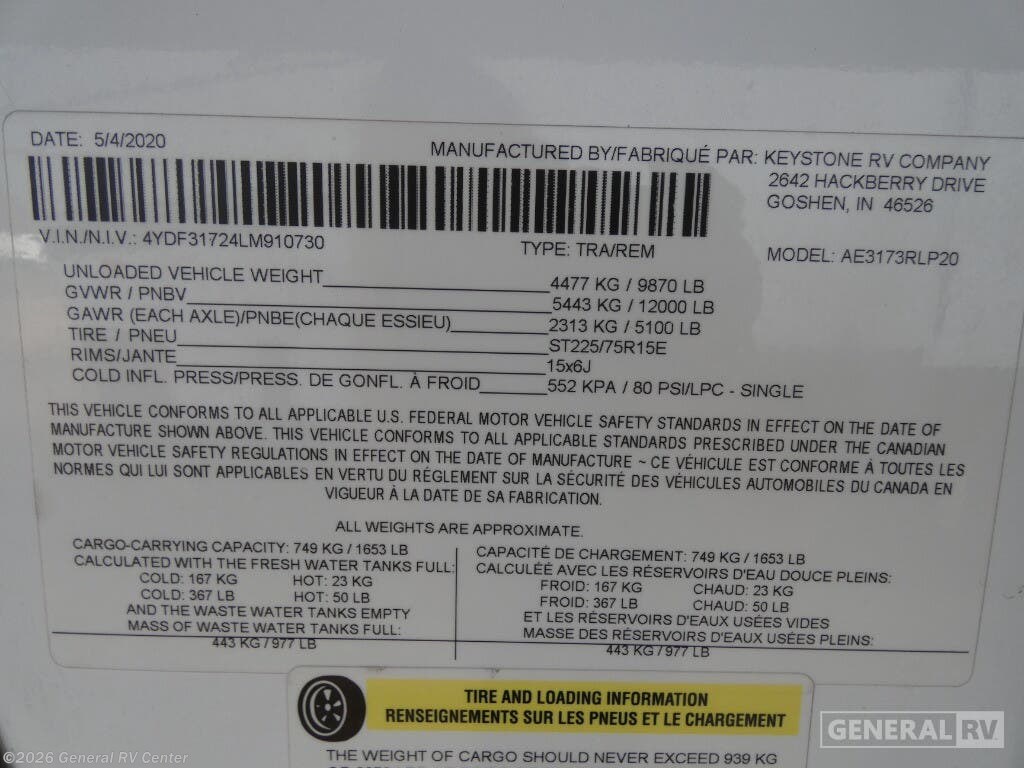 DATE: 5/4/2020
MANUFACTURED BY/FABRIQUÉ PAR: KEYSTONE RV COMPANY
2642 HACKBERRY DRIVE
GOSHEN, IN 46526
V.I.N./N.I.V.: 4YDF31724LM910730
TYPE: TRA/REM
MODEL: AE3173RLP20
UNLOADED VEHICLE WEIGHT 4477 KG / 9870 LB
GVWR / PNBV 5443 KG / 12000 LB
GAWR (EACH AXLE)/PNBE(CHAQUE ESSIEU) 2313 KG / 5100 LB
TIRE / PNEU ST225/75R15E
RIMS/JANTE 15x6J
COLD INFL. PRESS/PRESS. DE GONFL. À FROID 552 KPA / 80 PSI/LPC - SINGLE
THIS VEHICLE CONFORMS TO ALL APPLICABLE U.S. FEDERAL MOTOR VEHICLE SAFETY STANDARDS IN EFFECT ON THE DATE OF
MANUFACTURE SHOWN ABOVE. THIS VEHICLE CONFORMS TO ALL APPLICABLE STANDARDS PRESCRIBED UNDER THE CANADIAN
MOTOR VEHICLE SAFETY REGULATIONS IN EFFECT ON THE DATE OF MANUFACTURE ~ CE VÉHICULE EST CONFORME À TOUTES LES
NORMES QUI LUI SONT APPLICABLES EN VERTU DU RÉGLEMENT SUR LA SÉCURITÉ DES VÉHICULES AUTOMOBILES DU CANADA EN
VIGUEUR À LA DATE DE SA FABRICATION.
ALL WEIGHTS ARE APPROXIMATE.
CARGO-CARRYING CAPACITY: 749 KG / 1653 LB
CALCULATED WITH THE FRESH WATER TANKS FULL:
COLD: 167 KG HOT: 23 KG
COLD: 367 LB HOT: 50 LB
AND THE WASTE WATER TANKS EMPTY
MASS OF WASTE WATER TANKS FULL:
443 KG / 977 LB
CAPACITÉ DE CHARGEMENT: 749 KG / 1653 LB
CALCULÉE AVEC LES RÉSERVOIRS D'EAU DOUCE PLEINS:
FROID: 167 KG CHAUD: 23 KG
FROID: 367 LB CHAUD: 50 LB
ET LES RÉSERVOIRS D'EAUX USÉES VIDES
MASSE DES RÉSERVOIRS D'EAUX USÉES PLEINS:
443 KG / 977 LB
TIRE AND LOADING INFORMATION
RENSEIGNEMENTS SUR LES PNEUS ET LE CHARGEMENT
THE WEIGHT OF CARGO SHOULD NEVER EXCEED 939 KG
GENERAL RV
©2026 General RV Center